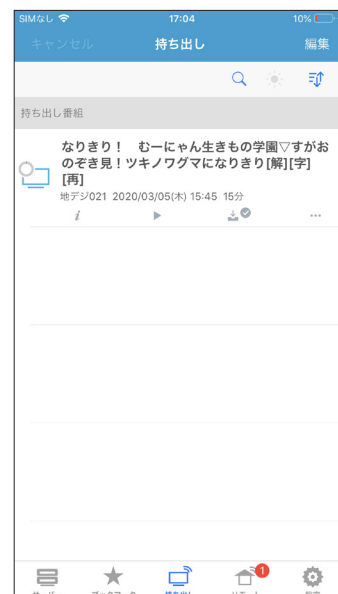 SIMなし 17:04 10%
キャンセル 持ち出し 編集
持ち出し番組
なりきり！　むーにゃん生きもの学園▽すがお
のぞき見！ツキノワグマになりきり[解][字]
[再]
地デジ021 2020/03/05(木) 15:45 15分
i
1